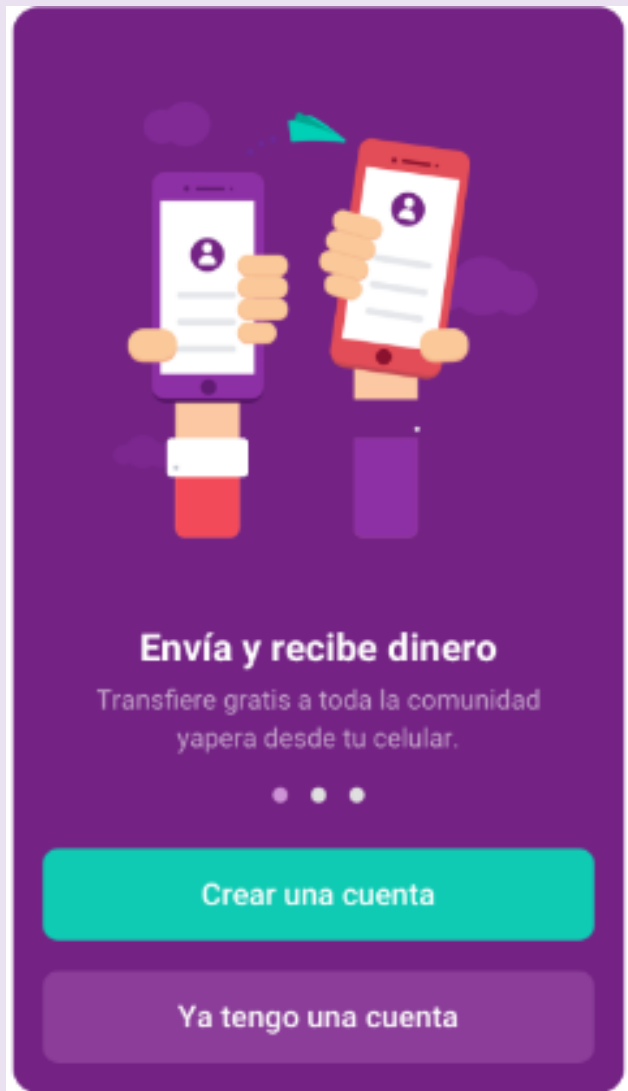 Envía y recibe dinero
Transfiere gratis a toda la comunidad
yapera desde tu celular.
Crear una cuenta
Ya tengo una cuenta